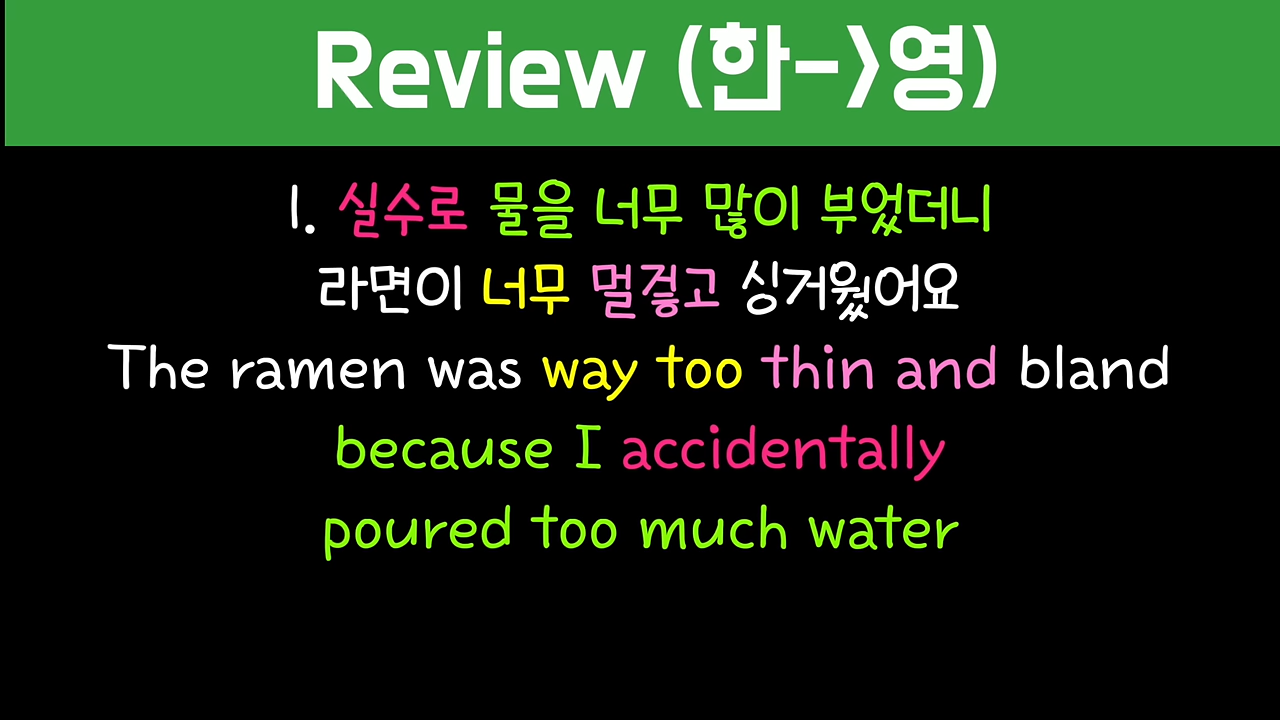 Review (한->영)
1. 실수로 물을 너무 많이 부었더니
라면이 너무 멀겋고 싱거웠어요
The ramen was way too thin and bland
because I accidentally
poured too much water